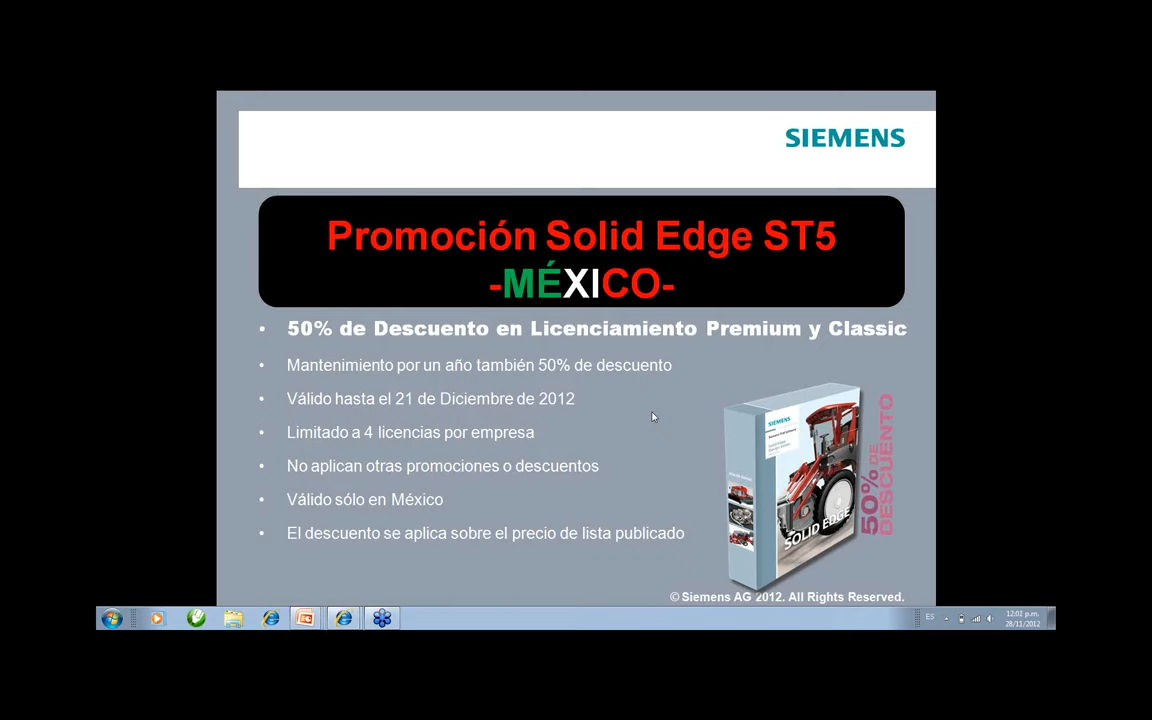 SIEMENS
Promoción Solid Edge ST5
-MÉXICO-
• 50% de Descuento en Licenciamiento Premium y Classic
• Mantenimiento por un año también 50% de descuento
• Válido hasta el 21 de Diciembre de 2012
• Limitado a 4 licencias por empresa
• No aplican otras promociones o descuentos
• Válido sólo en México
• El descuento se aplica sobre el precio de lista publicado
SIEMENS
SOLID EDGE
50% DE
DESCUENTO
© Siemens AG 2012. All Rights Reserved.
ES
12:02 p.m.
28/11/2012